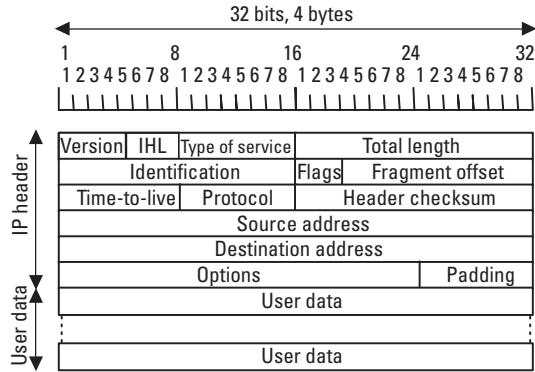 32 bits, 4 bytes
1 8 16 24 32
1 2 3 4 5 6 7 8 1 2 3 4 5 6 7 8 1 2 3 4 5 6 7 8 1 2 3 4 5 6 7 8
Version IHL Type of service Total length
Identification Flags Fragment offset
Time-to-live Protocol Header checksum
Source address
Destination address
Options Padding
User data
User data
IP header
User data